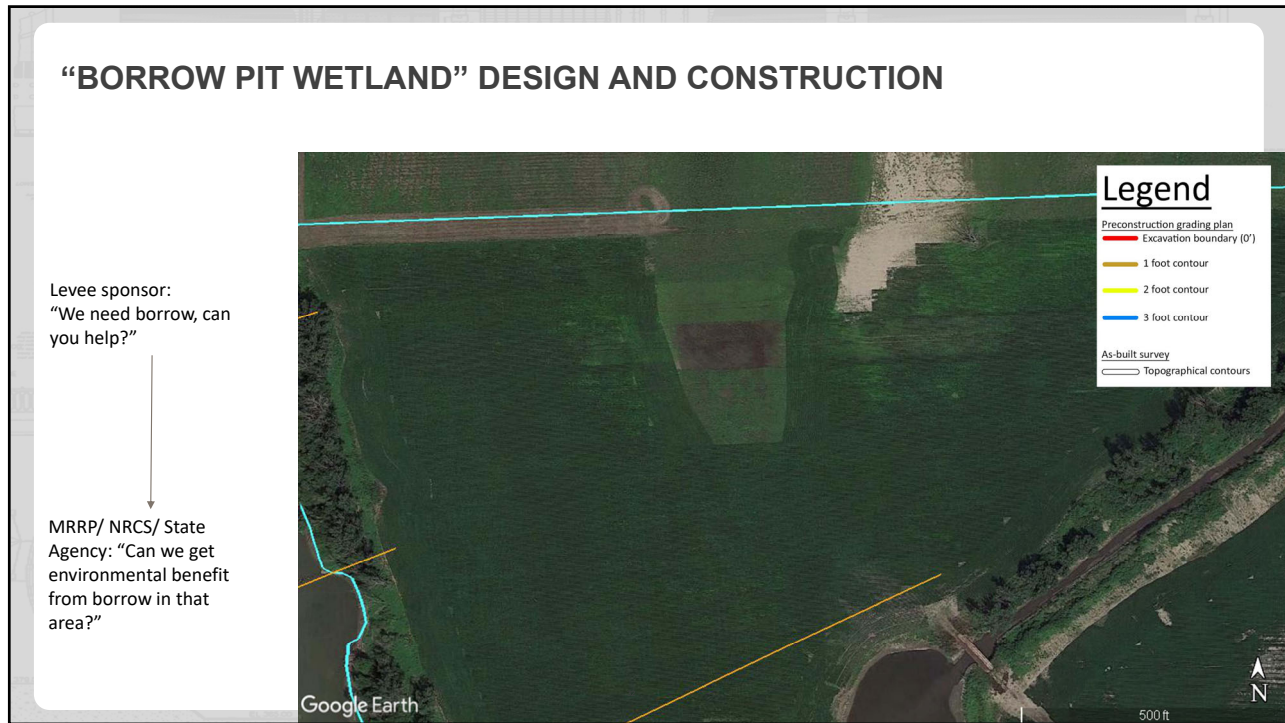 “BORROW PIT WETLAND” DESIGN AND CONSTRUCTION
Levee sponsor:
“We need borrow, can
you help?”
MRRP/ NRCS/ State
Agency: “Can we get
environmental benefit
from borrow in that
area?”
Legend
Preconstruction grading plan
Excavation boundary (0’)
1 foot contour
2 foot contour
3 foot contour
As-built survey
Topographical contours
Google Earth
N
500 ft